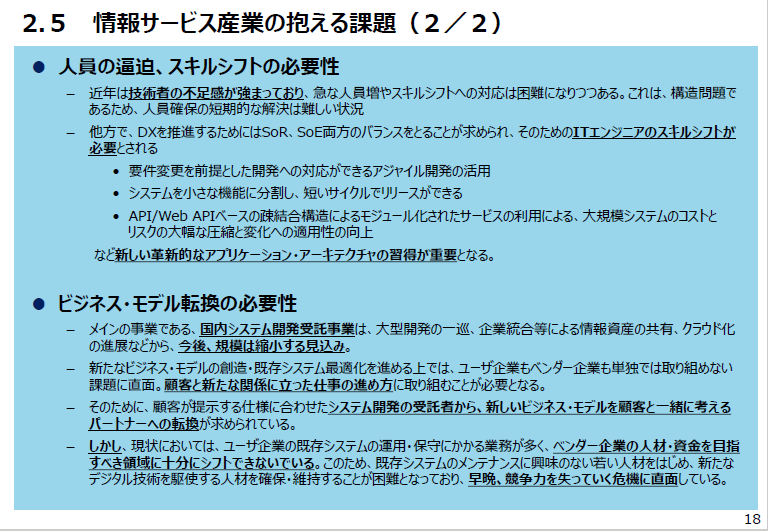 ２.５　情報サービス産業の抱える課題（２／２）
● 人員の逼迫、スキルシフトの必要性
– 近年は技術者の不足感が強まっており、急な人員増やスキルシフトへの対応は困難になりつつある。これは、構造問題で
あるため、人員確保の短期的な解決は難しい状況
– 他方で、DXを推進するためにはSoR、SoE両方のバランスをとることが求められ、そのためのITエンジニアのスキルシフトが
必要とされる
• 要件変更を前提とした開発への対応ができるアジャイル開発の活用
• システムを小さな機能に分割し、短いサイクルでリリースができる
• API/Web APIベースの疎結合構造によるモジュール化されたサービスの利用による、大規模システムのコストと
リスクの大幅な圧縮と変化への適用性の向上
など新しい革新的なアプリケーション・アーキテクチャの習得が重要となる。
● ビジネス・モデル転換の必要性
– メインの事業である、国内システム開発受託事業は、大型開発の一巡、企業統合等による情報資産の共有、クラウド化
の進展などから、今後、規模は縮小する見込み。
– 新たなビジネス・モデルの創造・既存システム最適化を進める上では、ユーザ企業もベンダー企業も単独では取り組めない
課題に直面。顧客と新たな関係に立った仕事の進め方に取り組むことが必要となる。
– そのために、顧客が提示する仕様に合わせたシステム開発の受託者から、新しいビジネス・モデルを顧客と一緒に考える
パートナーへの転換が求められている。
– しかし、現状においては、ユーザ企業の既存システムの運用・保守にかかる業務が多く、ベンダー企業の人材・資金を目指
すべき領域に十分にシフトできないでいる。このため、既存システムのメンテナンスに興味のない若い人材をはじめ、新たな
デジタル技術を駆使する人材を確保・維持することが困難となっており、早晩、競争力を失っていく危機に直面している。
18